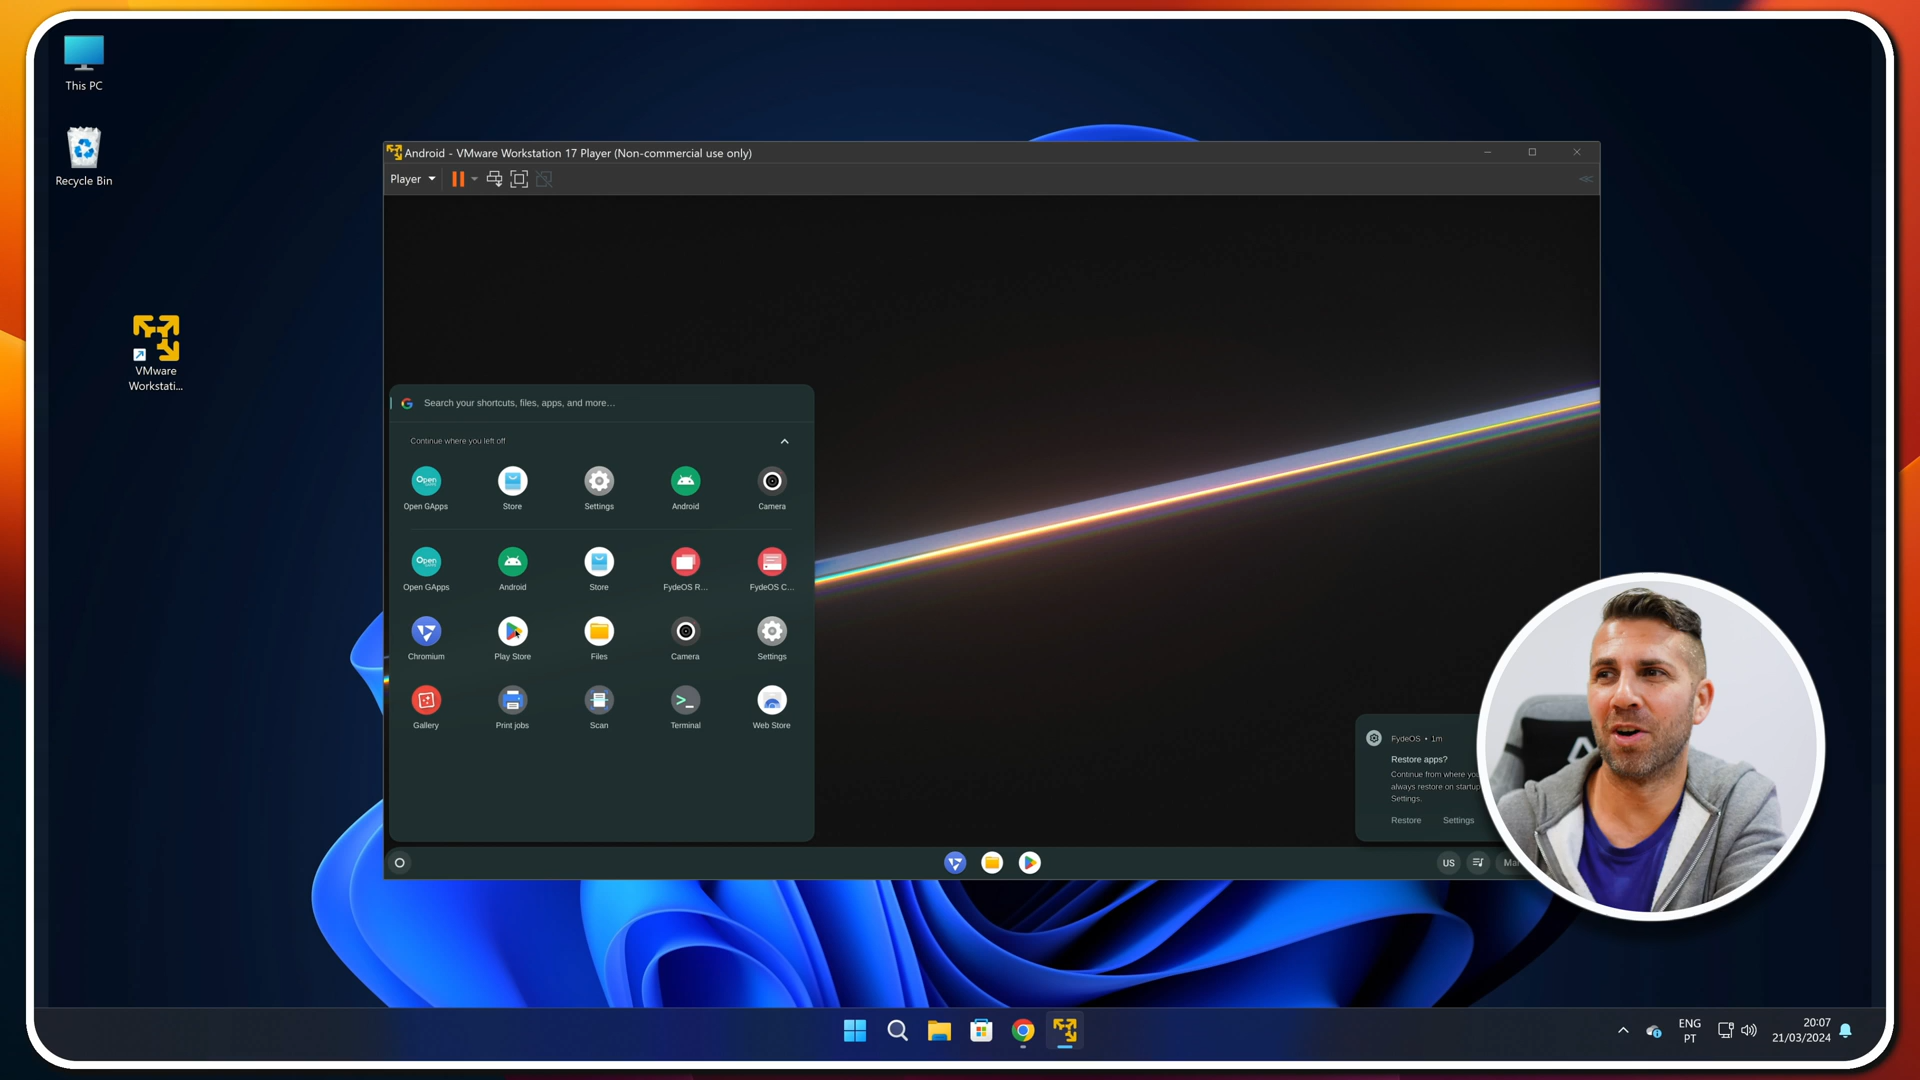 This PC
Recycle Bin
VMware
Workstati...
Android - VMware Workstation 17 Player (Non-commercial use only)
Player
Search your shortcuts, files, apps, and more...
Continue where you left off
Open GApps
Store
Settings
Android
Camera
Open GApps
Android
Store
FydeOS R...
FydeOS C...
Chromium
Play Store
Files
Camera
Settings
Gallery
Print jobs
Scan
Terminal
Web Store
FydeOS • 1m
Restore apps?
Continue from where you
always restore on startup
Settings.
Restore
Settings
US
ENG
PT
20:07
21/03/2024